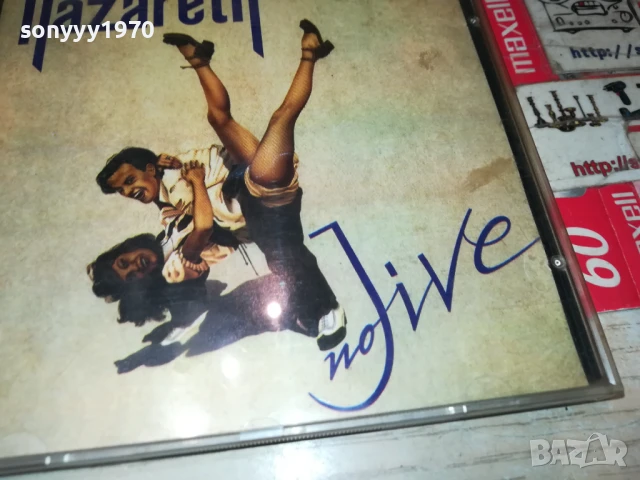 sonyyy1970
Nazareth
no Jive
maxell
http://
http://
maxell
60
BAZAR